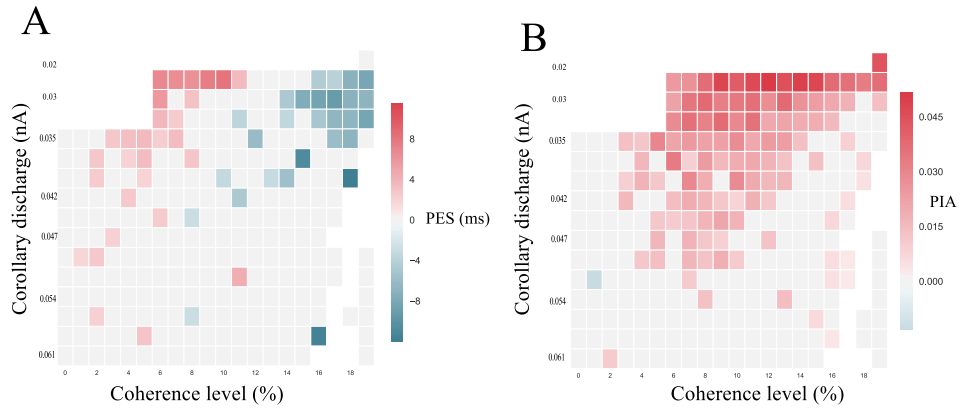 A
Corollary discharge (nA)
0.02
0.03
0.035
0.042
0.047
0.054
0.061
0 2 4 6 8 10 12 14 16 18
Coherence level (%)
8
4
0
−4
−8
PES (ms)
B
Corollary discharge (nA)
0.02
0.03
0.035
0.042
0.047
0.054
0.061
0 2 4 6 8 10 12 14 16 18
Coherence level (%)
0.045
0.030
0.015
0.000
PIA